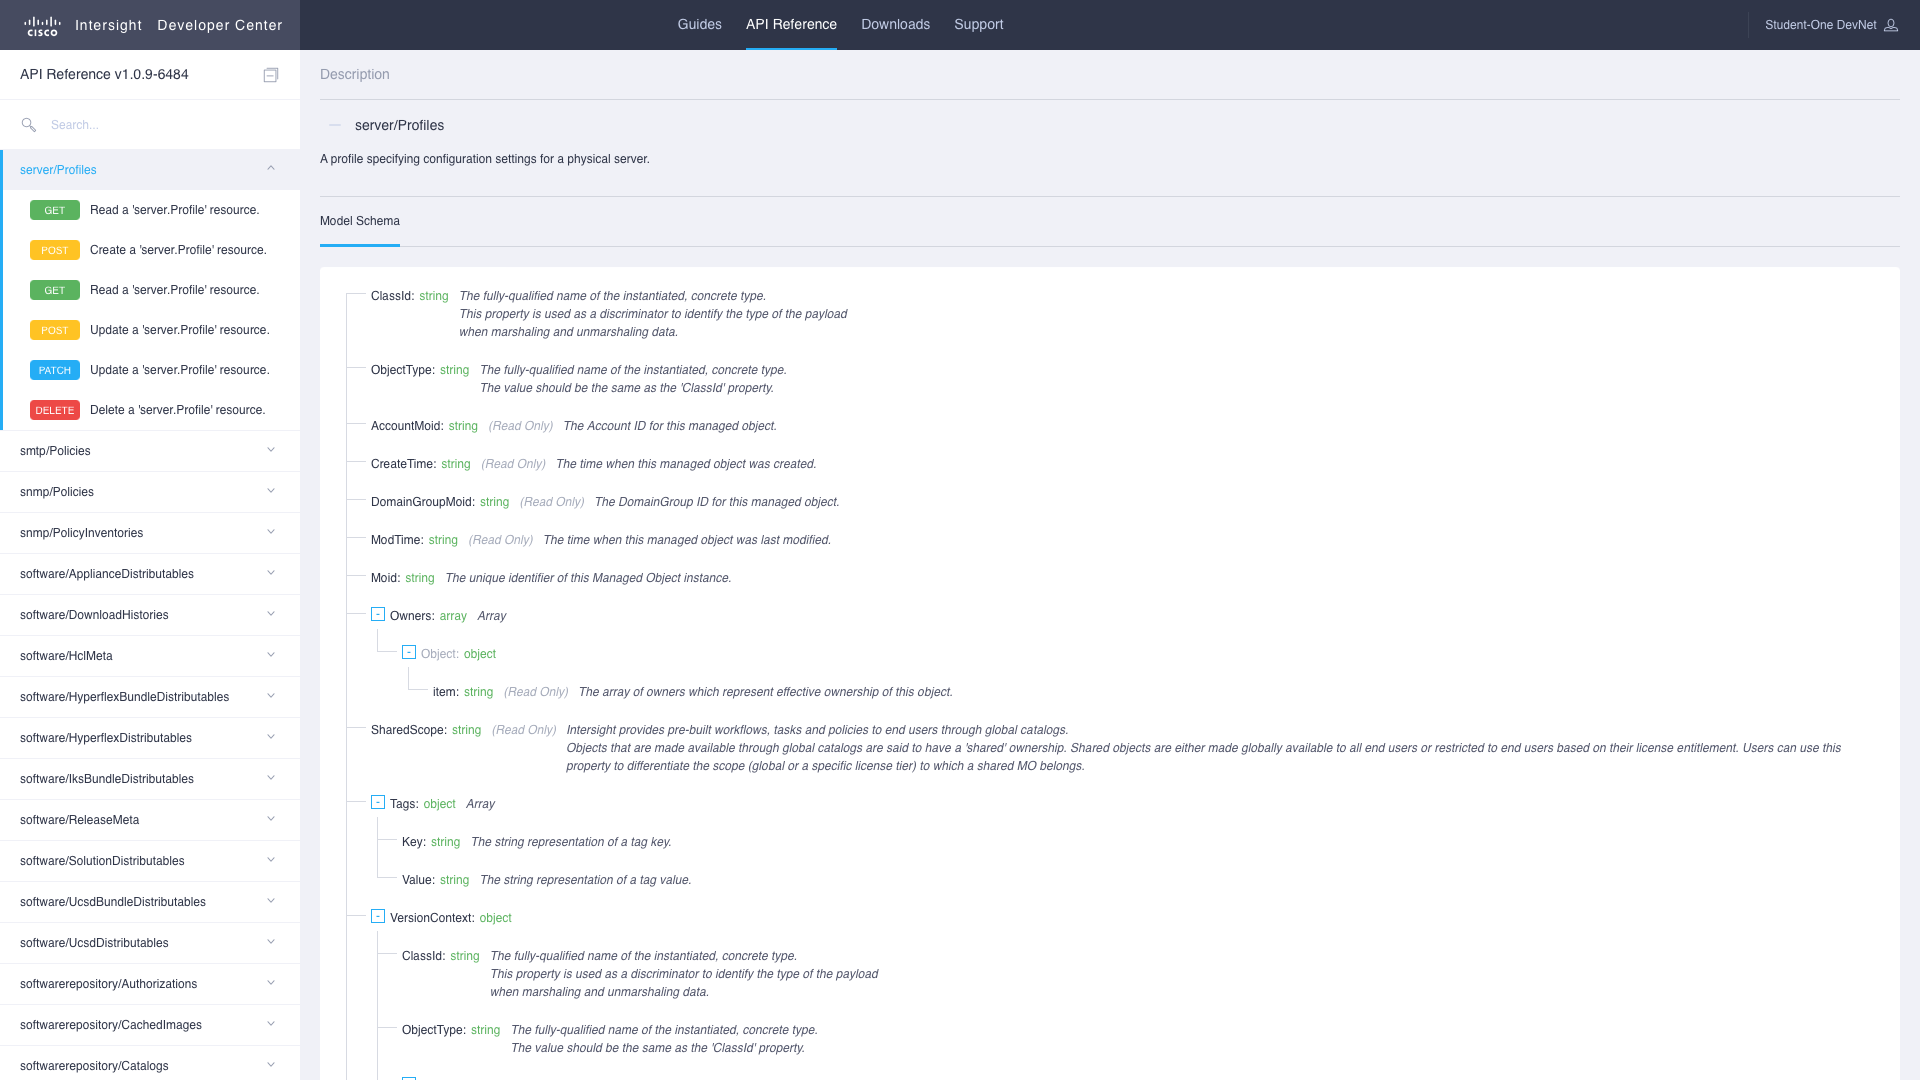 CISCO Intersight Developer Center
Guides API Reference Downloads Support
Student-One DevNet
API Reference v1.0.9-6484
Search...
server/Profiles
GET Read a 'server.Profile' resource.
POST Create a 'server.Profile' resource.
GET Read a 'server.Profile' resource.
POST Update a 'server.Profile' resource.
PATCH Update a 'server.Profile' resource.
DELETE Delete a 'server.Profile' resource.
smtp/Policies
snmp/Policies
snmp/PolicyInventories
software/ApplianceDistributables
software/DownloadHistories
software/HclMeta
software/HyperflexBundleDistributables
software/HyperflexDistributables
software/IksBundleDistributables
software/ReleaseMeta
software/SolutionDistributables
software/UcsdBundleDistributables
software/UcsdDistributables
softwarerepository/Authorizations
softwarerepository/CachedImages
softwarerepository/Catalogs
Description
server/Profiles
A profile specifying configuration settings for a physical server.
Model Schema
ClassId: string The fully-qualified name of the instantiated, concrete type.
This property is used as a discriminator to identify the type of the payload
when marshaling and unmarshaling data.
ObjectType: string The fully-qualified name of the instantiated, concrete type.
The value should be the same as the 'ClassId' property.
AccountMoid: string (Read Only) The Account ID for this managed object.
CreateTime: string (Read Only) The time when this managed object was created.
DomainGroupMoid: string (Read Only) The DomainGroup ID for this managed object.
ModTime: string (Read Only) The time when this managed object was last modified.
Moid: string The unique identifier of this Managed Object instance.
- Owners: array Array
- Object: object
item: string (Read Only) The array of owners which represent effective ownership of this object.
SharedScope: string (Read Only) Intersight provides pre-built workflows, tasks and policies to end users through global catalogs.
Objects that are made available through global catalogs are said to have a 'shared' ownership. Shared objects are either made globally available to all end users or restricted to end users based on their license entitlement. Users can use this
property to differentiate the scope (global or a specific license tier) to which a shared MO belongs.
- Tags: object Array
Key: string The string representation of a tag key.
Value: string The string representation of a tag value.
- VersionContext: object
ClassId: string The fully-qualified name of the instantiated, concrete type.
This property is used as a discriminator to identify the type of the payload
when marshaling and unmarshaling data.
ObjectType: string The fully-qualified name of the instantiated, concrete type.
The value should be the same as the 'ClassId' property.